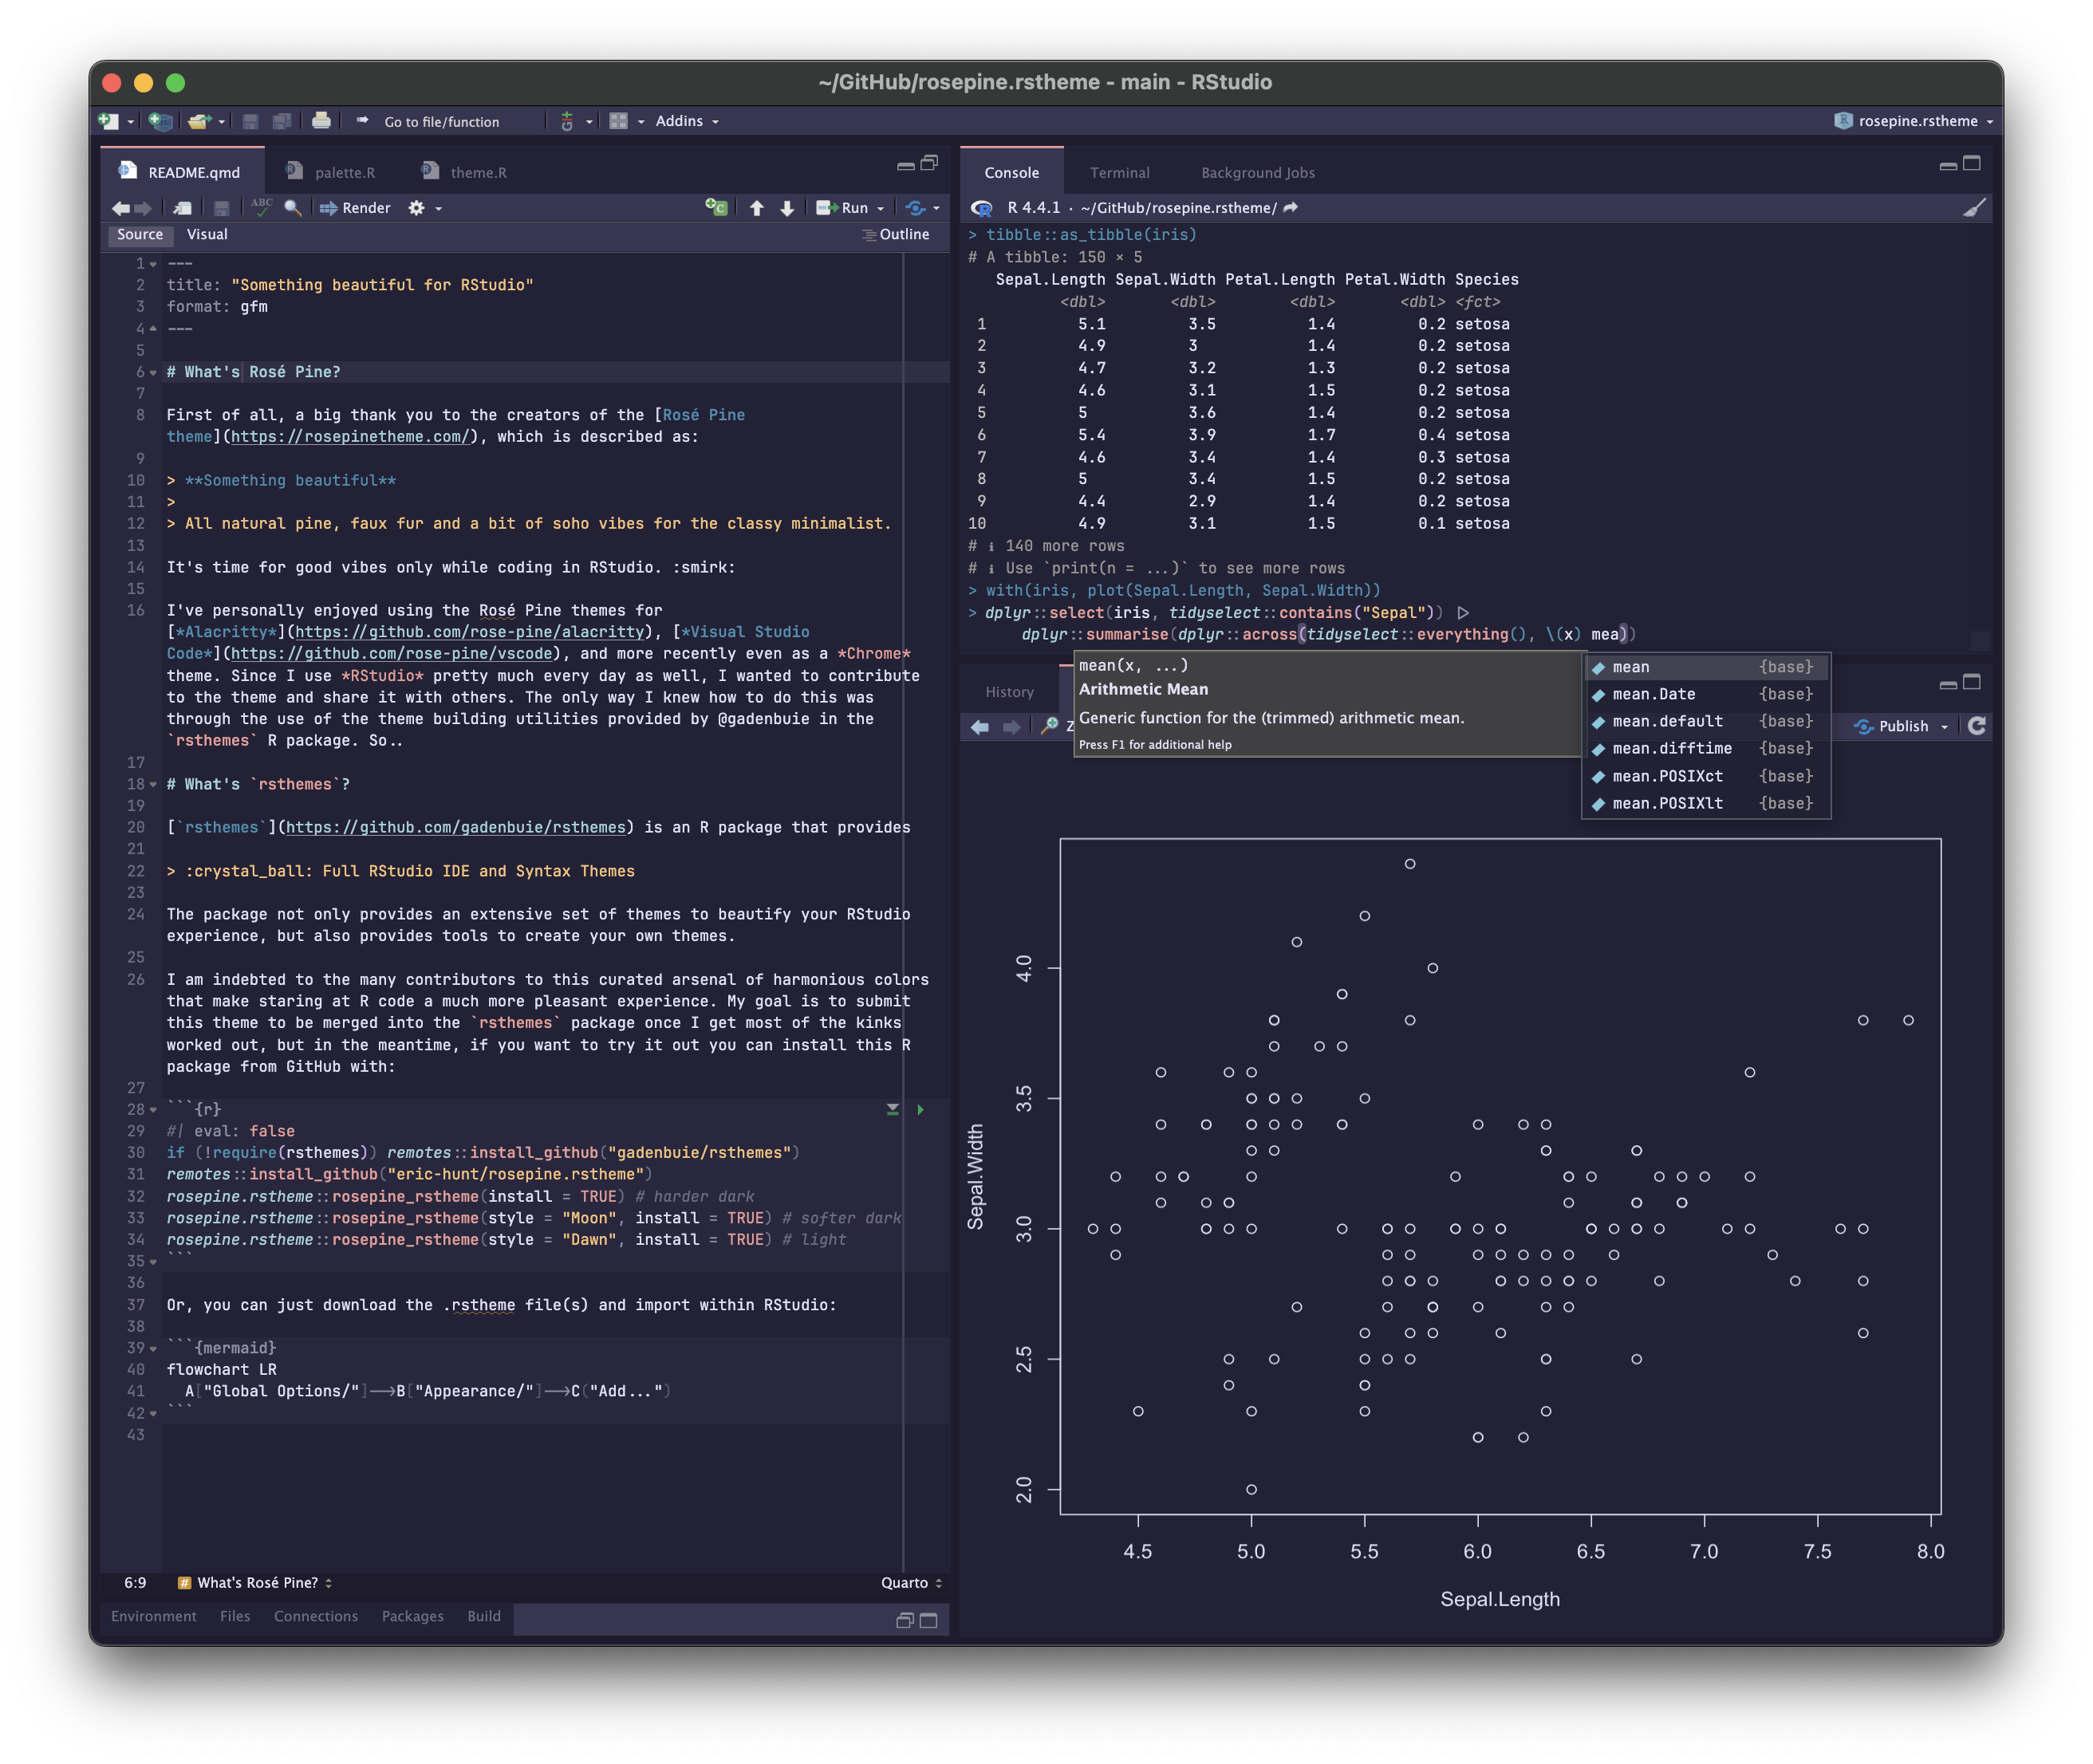 ~/GitHub/rosepine.rstheme - main - RStudio
Go to file/function
Addins
rosepine.rstheme
README.qmd palette.R theme.R
ABC
Render
Run
Source Visual
Outline
1 ---
2 title: "Something beautiful for RStudio"
3 format: gfm
4 ---
5
6 # What's Rosé Pine?
7
8 First of all, a big thank you to the creators of the [Rosé Pine
theme](https://rosepinetheme.com/), which is described as:
9
10 > **Something beautiful**
11 >
12 > All natural pine, faux fur and a bit of soho vibes for the classy minimalist.
13
14 It's time for good vibes only while coding in RStudio. :smirk:
15
16 I've personally enjoyed using the Rosé Pine themes for
[*Alacritty*](https://github.com/rose-pine/alacritty), [*Visual Studio
Code*](https://github.com/rose-pine/vscode), and more recently even as a *Chrome*
theme. Since I use *RStudio* pretty much every day as well, I wanted to contribute
to the theme and share it with others. The only way I knew how to do this was
through the use of the theme building utilities provided by @gadenbuie in the
`rsthemes` R package. So..
17
18 # What's `rsthemes`?
19
20 [`rsthemes`](https://github.com/gadenbuie/rsthemes) is an R package that provides
21
22 > :crystal_ball: Full RStudio IDE and Syntax Themes
23
24 The package not only provides an extensive set of themes to beautify your RStudio
experience, but also provides tools to create your own themes.
25
26 I am indebted to the many contributors to this curated arsenal of harmonious colors
that make staring at R code a much more pleasant experience. My goal is to submit
this theme to be merged into the `rsthemes` package once I get most of the kinks
worked out, but in the meantime, if you want to try it out you can install this R
package from GitHub with:
27
28 ```{r}
29 #| eval: false
30 if (!require(rsthemes)) remotes::install_github("gadenbuie/rsthemes")
31 remotes::install_github("eric-hunt/rosepine.rstheme")
32 rosepine.rstheme::rosepine_rstheme(install = TRUE) # harder dark
33 rosepine.rstheme::rosepine_rstheme(style = "Moon", install = TRUE) # softer dark
34 rosepine.rstheme::rosepine_rstheme(style = "Dawn", install = TRUE) # light
35 ```
36
37 Or, you can just download the .rstheme file(s) and import within RStudio:
38
39 ```{mermaid}
40 flowchart LR
41   A["Global Options/"]-->B["Appearance/"]-->C("Add...")
42 ```
43
6:9 # What's Rosé Pine?
Quarto
Environment Files Connections Packages Build
Console Terminal Background Jobs
R 4.4.1 · ~/GitHub/rosepine.rstheme/
> tibble::as_tibble(iris)
# A tibble: 150 × 5
Sepal.Length Sepal.Width Petal.Length Petal.Width Species
<dbl> <dbl> <dbl> <dbl> <fct>
1 5.1 3.5 1.4 0.2 setosa
2 4.9 3 1.4 0.2 setosa
3 4.7 3.2 1.3 0.2 setosa
4 4.6 3.1 1.5 0.2 setosa
5 5 3.6 1.4 0.2 setosa
6 5.4 3.9 1.7 0.4 setosa
7 4.6 3.4 1.4 0.3 setosa
8 5 3.4 1.5 0.2 setosa
9 4.4 2.9 1.4 0.2 setosa
10 4.9 3.1 1.5 0.1 setosa
# ℹ 140 more rows
# ℹ Use `print(n = ...)` to see more rows
> with(iris, plot(Sepal.Length, Sepal.Width))
> dplyr::select(iris, tidyselect::contains("Sepal")) |>
dplyr::summarise(dplyr::across(tidyselect::everything(), \(x) mea))
mean(x, ...)
Arithmetic Mean
Generic function for the (trimmed) arithmetic mean.
Press F1 for additional help
mean {base}
mean.Date {base}
mean.default {base}
mean.difftime {base}
mean.POSIXct {base}
mean.POSIXlt {base}
History
Z
Publish
Sepal.Width
4.0
3.5
3.0
2.5
2.0
4.5 5.0 5.5 6.0 6.5 7.0 7.5 8.0
Sepal.Length